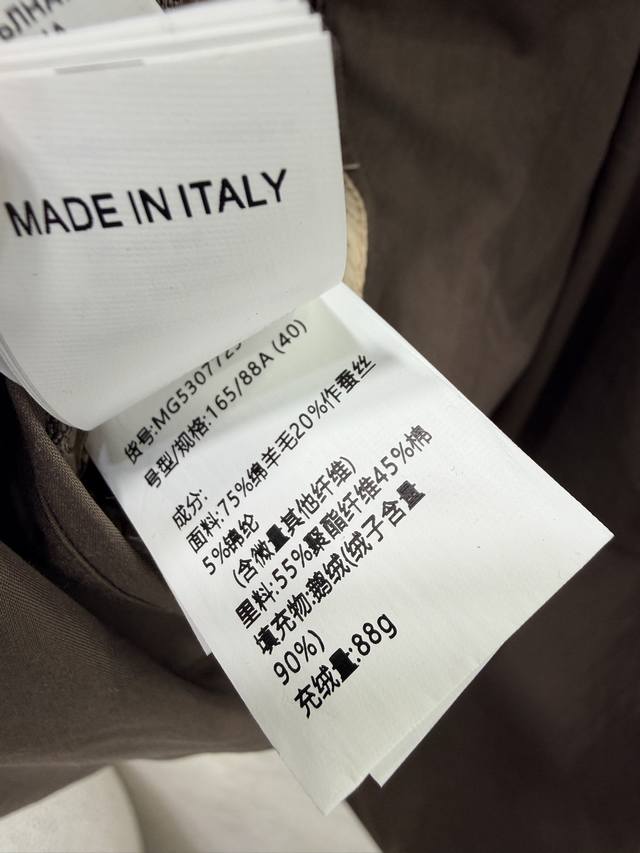 MADE IN ITALY
货号:MG530772
号型/规格:165/88A (40)
成分:
面料:75%绵羊毛20%作蚕丝
5%锦纶
(含微量其他纤维)
里料:55%聚酯纤维45%棉
填充物:鹅绒(绒子含量
90%)
充绒量:88g